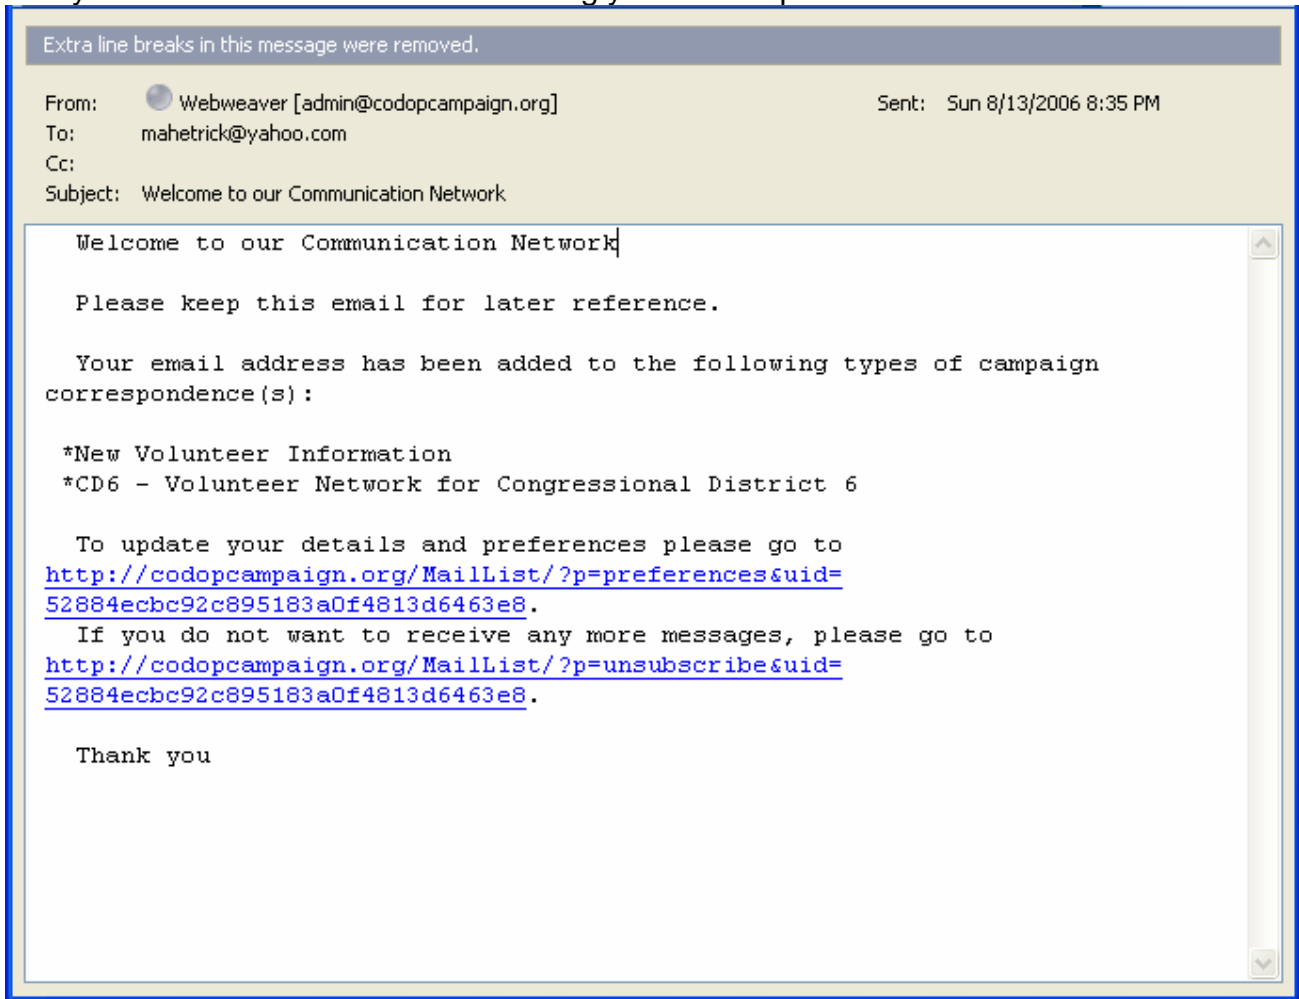 Extra line breaks in this message were removed.
From: Webweaver [admin@codopcampaign.org] Sent: Sun 8/13/2006 8:35 PM
To: mahetrick@yahoo.com
Cc:
Subject: Welcome to our Communication Network
Welcome to our Communication Network
Please keep this email for later reference.
Your email address has been added to the following types of campaign
correspondence(s):
*New Volunteer Information
*CD6 - Volunteer Network for Congressional District 6
To update your details and preferences please go to
http://codopcampaign.org/MailList/?p=preferences&uid=
52884ecbc92c895183a0f4813d6463e8.
If you do not want to receive any more messages, please go to
http://codopcampaign.org/MailList/?p=unsubscribe&uid=
52884ecbc92c895183a0f4813d6463e8.
Thank you